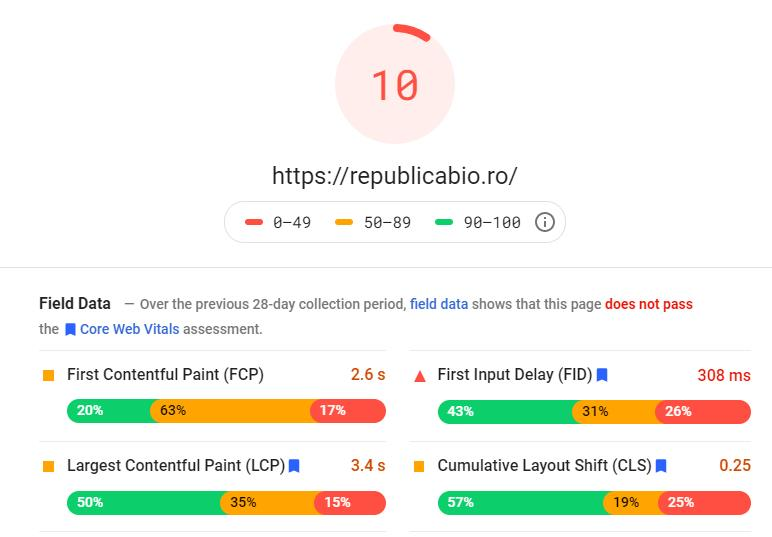 10
https://republicabio.ro/
0–49 50–89 90–100
Field Data — Over the previous 28-day collection period, field data shows that this page does not pass
the Core Web Vitals assessment.
First Contentful Paint (FCP) 2.6 s
20% 63% 17%
First Input Delay (FID) 308 ms
43% 31% 26%
Largest Contentful Paint (LCP) 3.4 s
50% 35% 15%
Cumulative Layout Shift (CLS) 0.25
57% 19% 25%